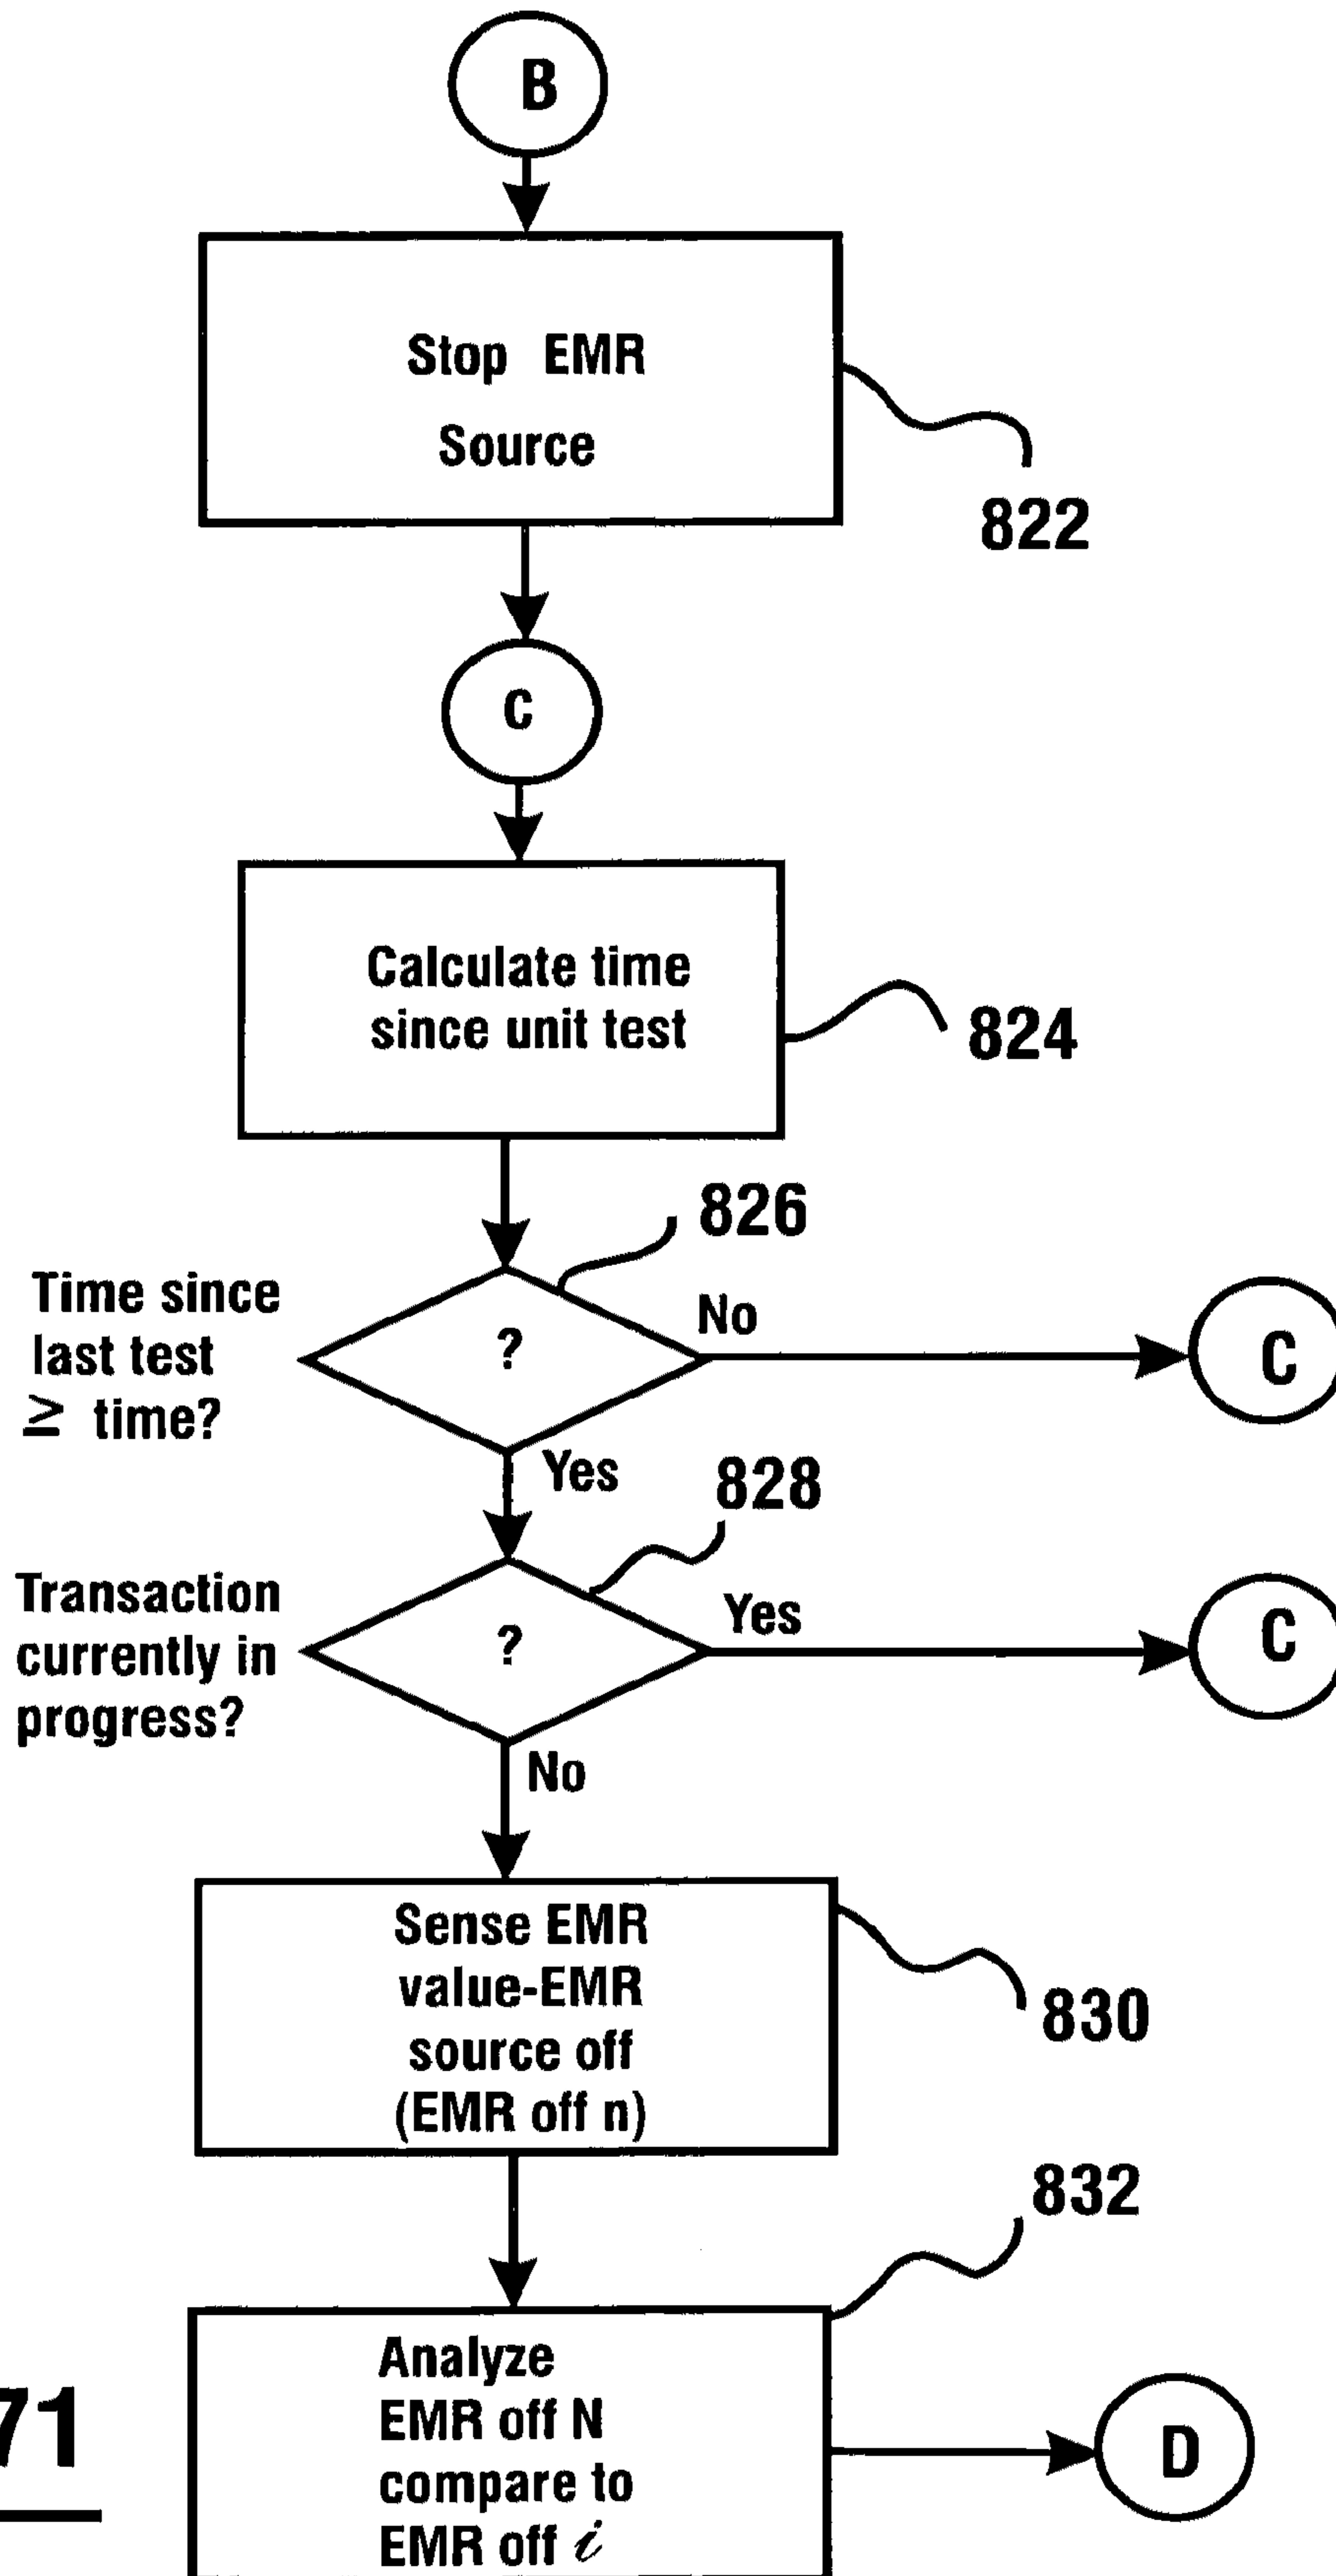 B
Stop EMR
Source
822
C
Calculate time
since unit test
824
826
Time since
last test
≥ time?
?
No
C
Yes
828
Transaction
currently in
progress?
?
Yes
C
No
Sense EMR
value-EMR
source off
(EMR off n)
830
832
Analyze
EMR off N
compare to
EMR off i
D
71